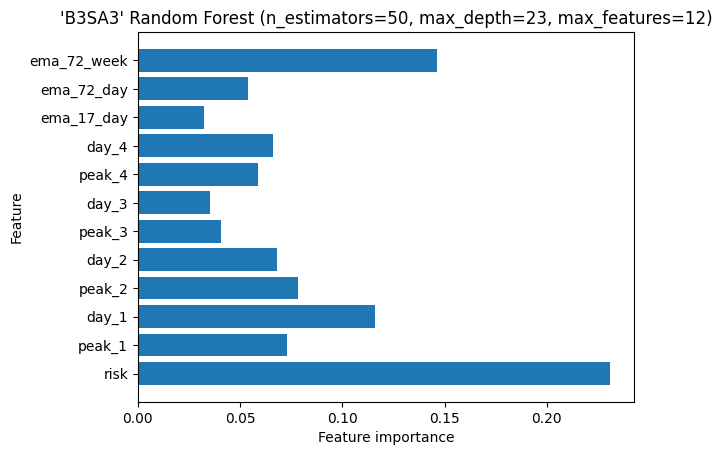 'B3SA3' Random Forest (n_estimators=50, max_depth=23, max_features=12)
Feature
ema_72_week
ema_72_day
ema_17_day
day_4
peak_4
day_3
peak_3
day_2
peak_2
day_1
peak_1
risk
0.00 0.05 0.10 0.15 0.20
Feature importance